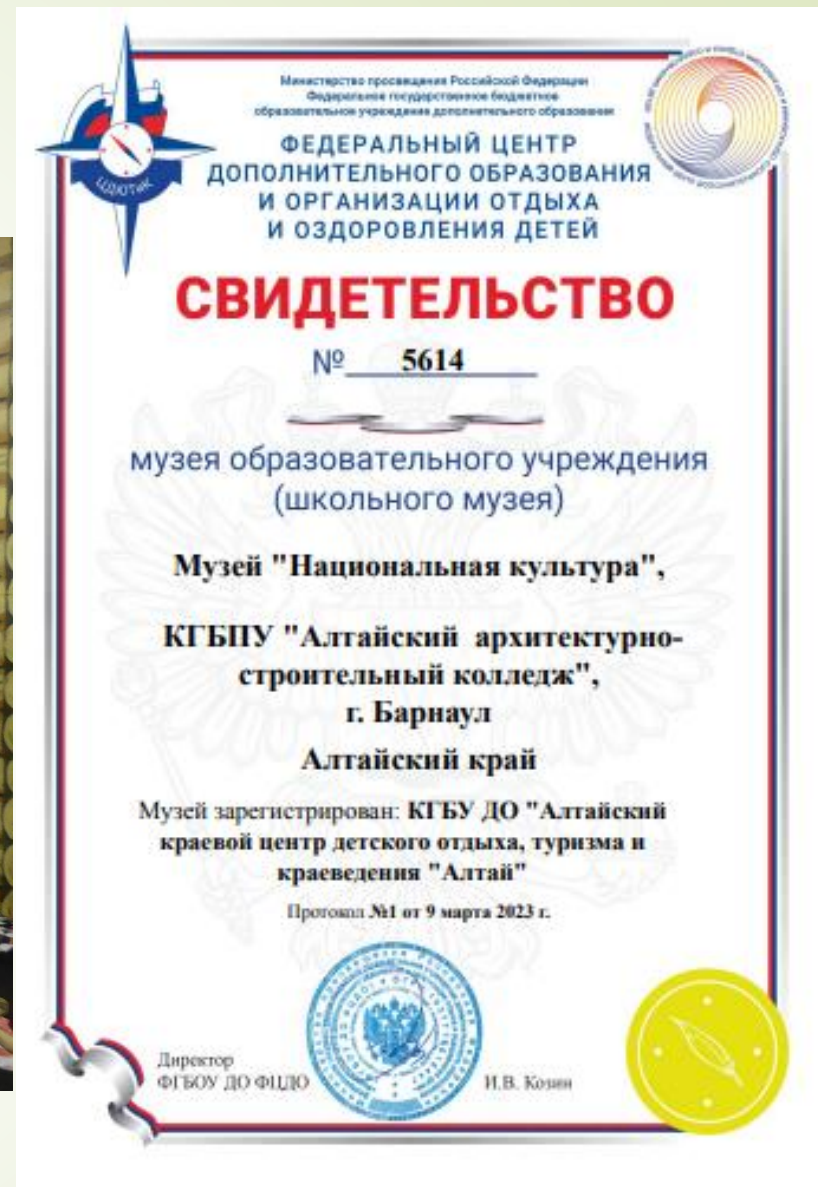 Министерство просвещения Российской Федерации
Федеральное государственное бюджетное
образовательное учреждение дополнительного образования
ФЕДЕРАЛЬНЫЙ ЦЕНТР
ДОПОЛНИТЕЛЬНОГО ОБРАЗОВАНИЯ
И ОРГАНИЗАЦИИ ОТДЫХА
И ОЗДОРОВЛЕНИЯ ДЕТЕЙ
ЦДЮТиК
СВИДЕТЕЛЬСТВО
№ 5614
музея образовательного учреждения
(школьного музея)
Музей "Национальная культура",
КГБПУ "Алтайский архитектурно-
строительный колледж",
г. Барнаул
Алтайский край
Музей зарегистрирован: КГБУ ДО "Алтайский
краевой центр детского отдыха, туризма и
краеведения "Алтай"
Протокол №1 от 9 марта 2023 г.
Директор
ФГБОУ ДО ФЦДО
И.В. Козин